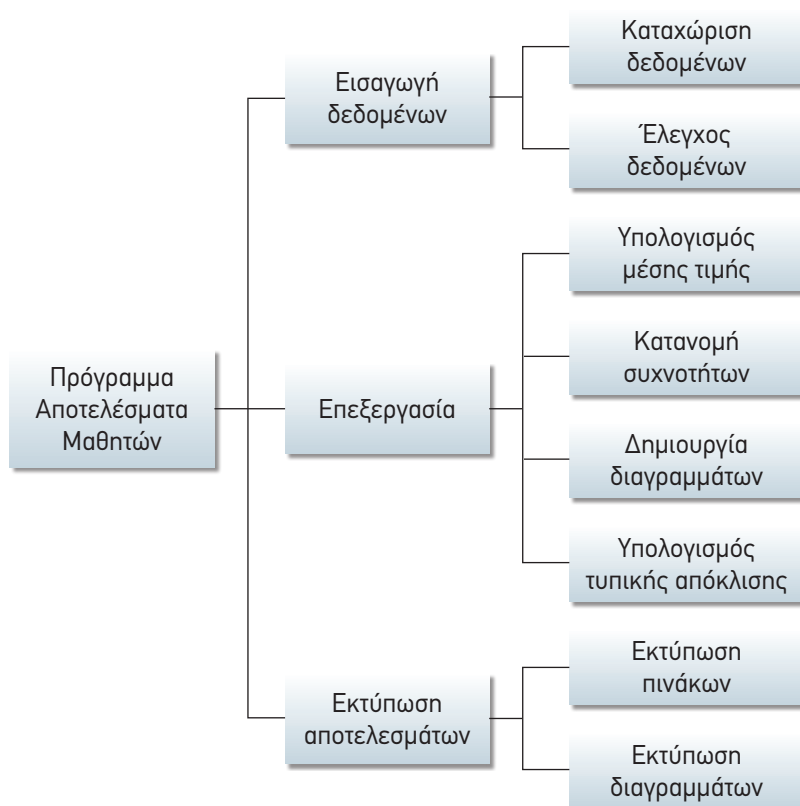 Πρόγραμμα
Αποτελέσματα
Μαθητών
Εισαγωγή
δεδομένων
Καταχώριση
δεδομένων
Έλεγχος
δεδομένων
Επεξεργασία
Υπολογισμός
μέσης τιμής
Κατανομή
συχνοτήτων
Δημιουργία
διαγραμμάτων
Υπολογισμός
τυπικής απόκλισης
Εκτύπωση
αποτελεσμάτων
Εκτύπωση
πινάκων
Εκτύπωση
διαγραμμάτων